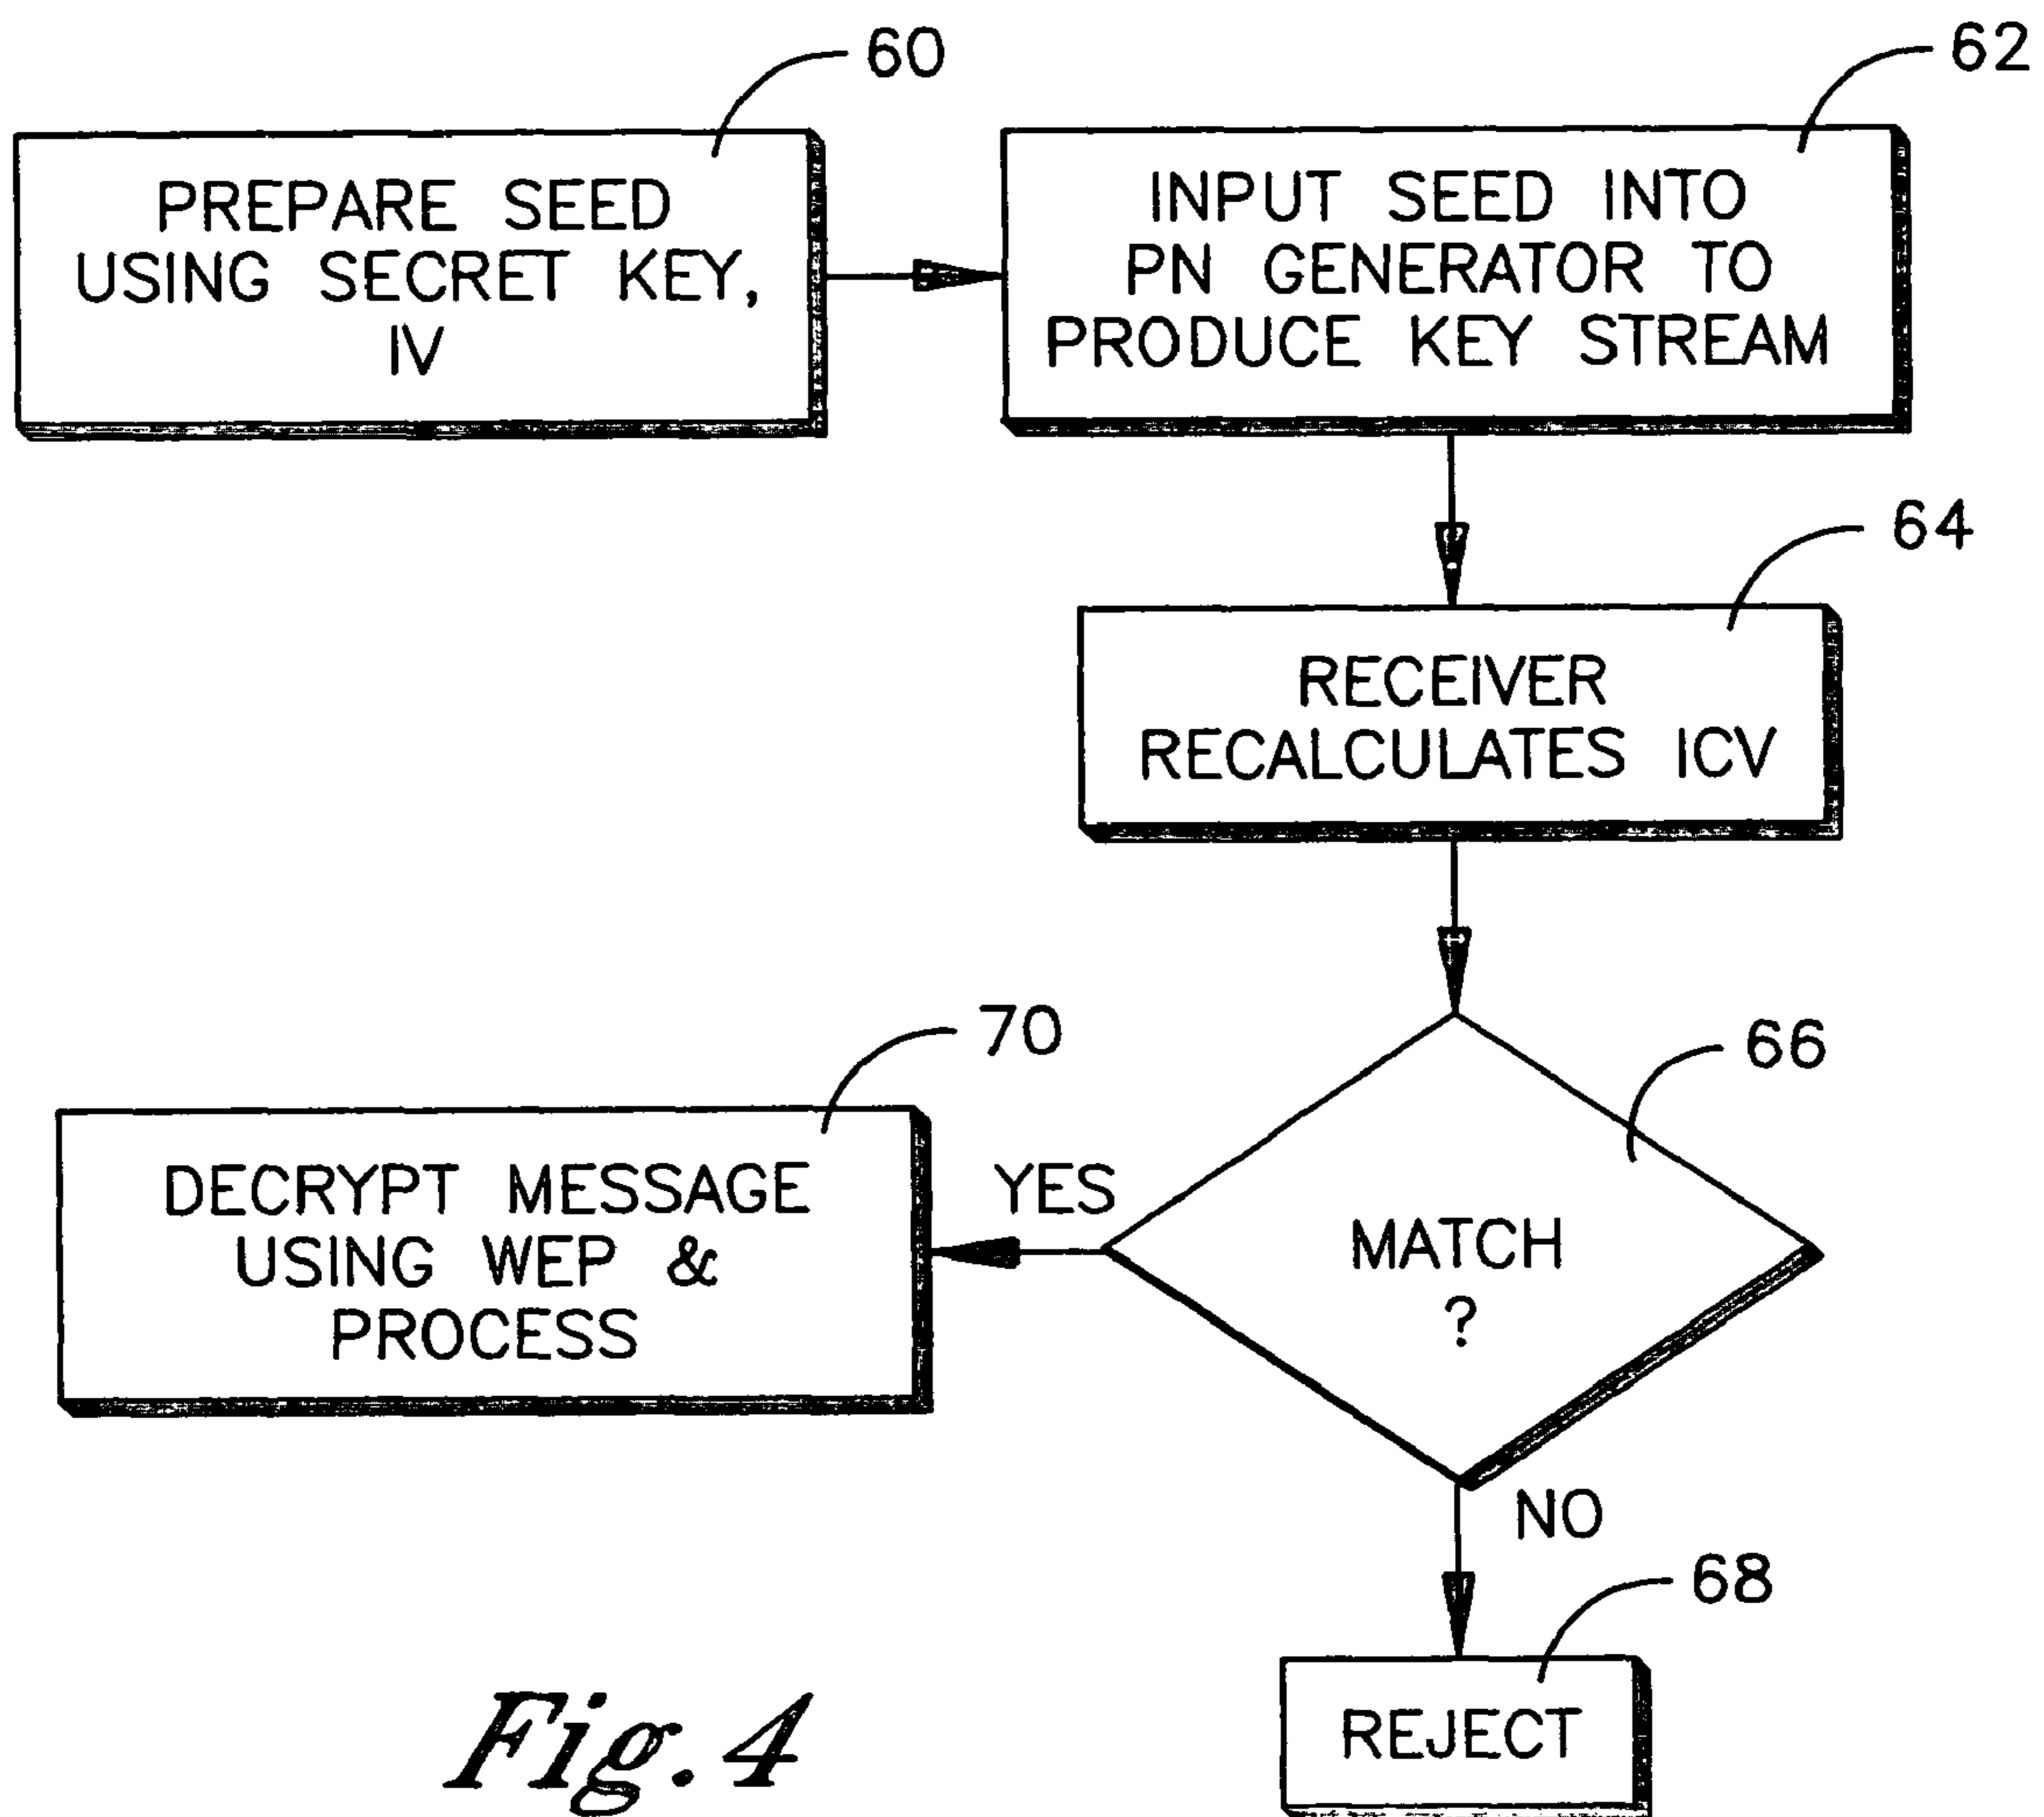 60
62
PREPARE SEED
USING SECRET KEY,
IV
INPUT SEED INTO
PN GENERATOR TO
PRODUCE KEY STREAM
64
RECEIVER
RECALCULATES ICV
70
66
DECRYPT MESSAGE
USING WEP &
PROCESS
YES
MATCH
?
NO
68
REJECT
Fig. 4